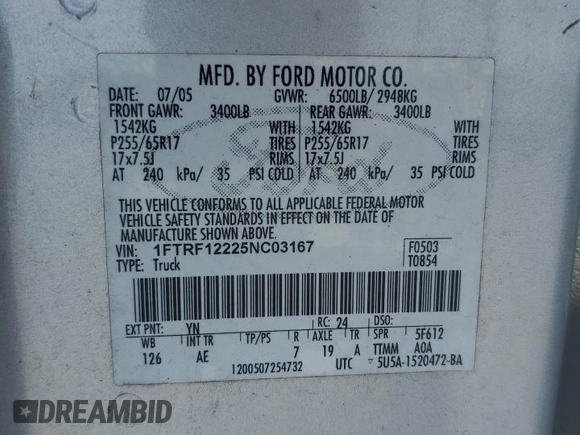 MFD. BY FORD MOTOR CO.
DATE: 07/05 GVWR: 6500LB/ 2948KG
FRONT GAWR: 3400LB REAR GAWR: 3400LB
1542KG WITH 1542KG WITH
P255/65R17 TIRES P255/65R17 TIRES
17x7.5J RIMS 17x7.5J RIMS
AT 240 kPa/ 35 PSI COLD AT 240 kPa/ 35 PSI COLD
THIS VEHICLE CONFORMS TO ALL APPLICABLE FEDERAL MOTOR
VEHICLE SAFETY STANDARDS IN EFFECT ON THE DATE OF
MANUFACTURE SHOWN ABOVE.
VIN: 1FTRF12225NC03167 F0503
TYPE: Truck T0854
EXT PNT: YN RC: 24 DSO:
WB INT TR TP/PS R AXLE TR 5F612
126 AE 7 19 A TTMM AOA
1200507254732 UTC 5U5A-1520472-BA
Ford
DREAMBID